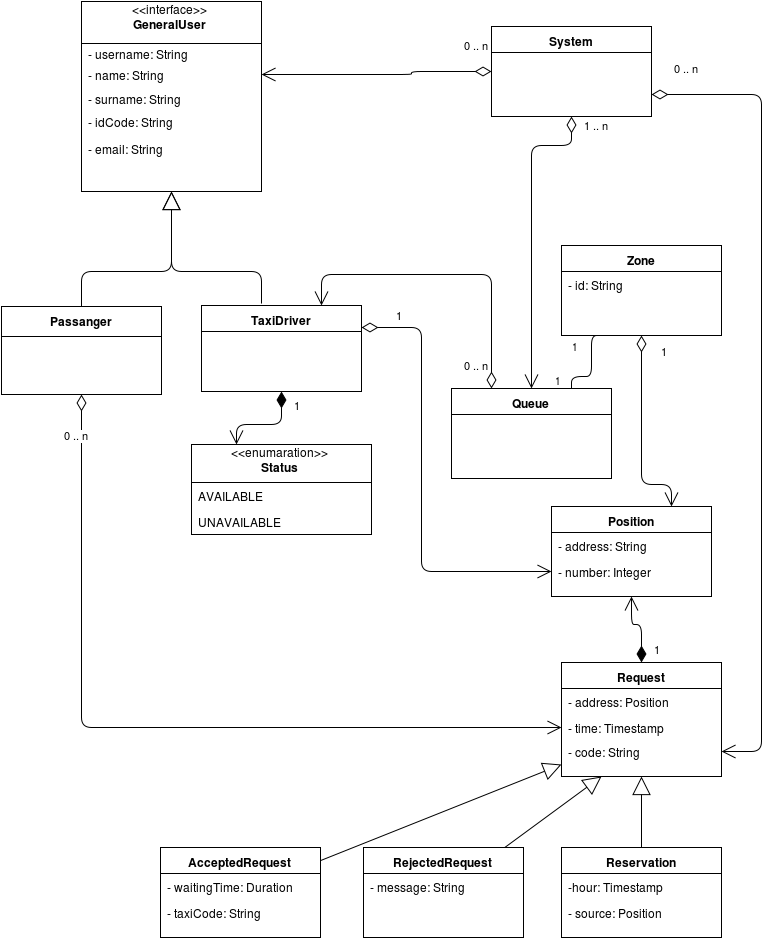 <<interface>>
GeneralUser
- username: String
- name: String
- surname: String
- idCode: String
- email: String
System
0 .. n
0 .. n
1 .. n
Zone
- id: String
Passanger
TaxiDriver
1
0 .. n
1
1
1
Queue
0 .. n
1
<<enumaration>>
Status
AVAILABLE
UNAVAILABLE
Position
- address: String
- number: Integer
1
Request
- address: Position
- time: Timestamp
- code: String
AcceptedRequest
- waitingTime: Duration
- taxiCode: String
RejectedRequest
- message: String
Reservation
-hour: Timestamp
- source: Position